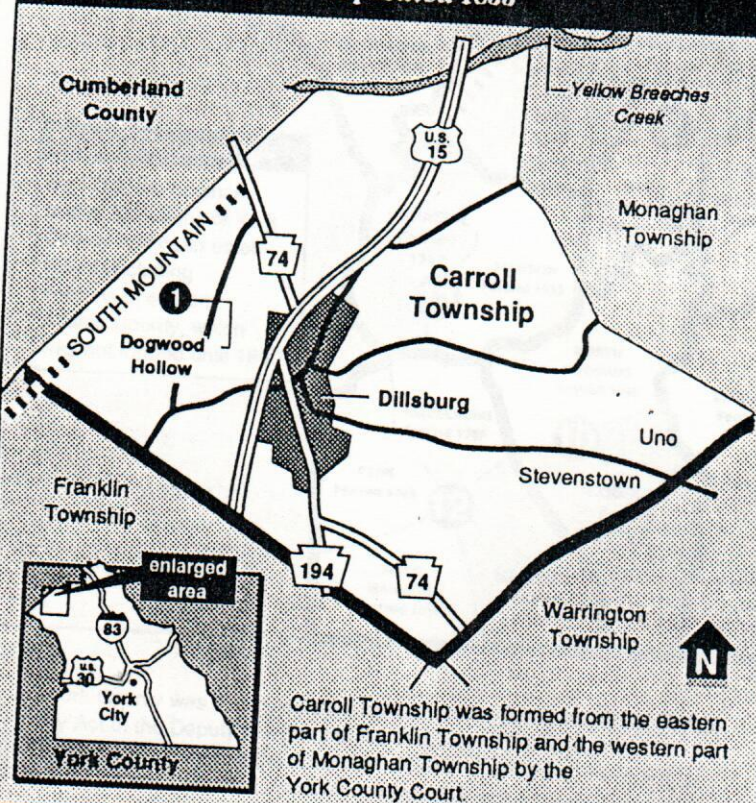 Cumberland
County
Yellow Breeches
Creek
U.S.
15
SOUTH MOUNTAIN
74
Monaghan
Township
1
Carroll
Township
Dogwood
Hollow
Dillsburg
Uno
Stevenstown
Franklin
Township
194
74
enlarged
area
83
U.S.
30
York
City
York County
Warrington
Township
N
Carroll Township was formed from the eastern
part of Franklin Township and the western part
of Monaghan Township by the
York County Court.